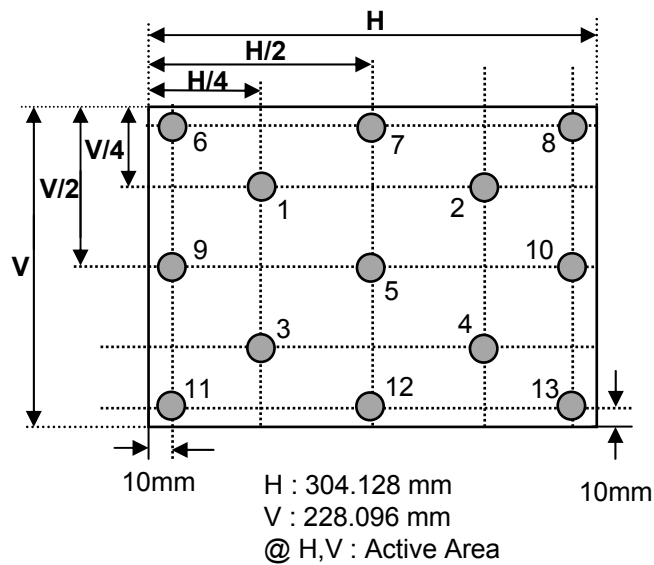 H
H/2
H/4
V/4
V/2
V
6
7
8
1
2
9
5
10
3
4
11
12
13
10mm
10mm
H : 304.128 mm
V : 228.096 mm
@ H,V : Active Area